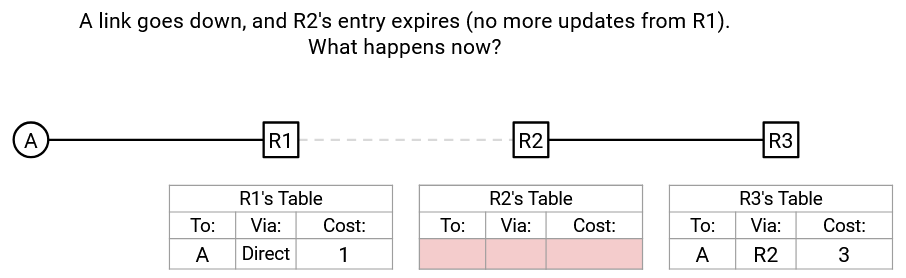 A link goes down, and R2's entry expires (no more updates from R1).
What happens now?
A R1 R2 R3
R1's Table R2's Table R3's Table
To: Via: Cost: To: Via: Cost: To: Via: Cost:
A Direct 1 A R2 3